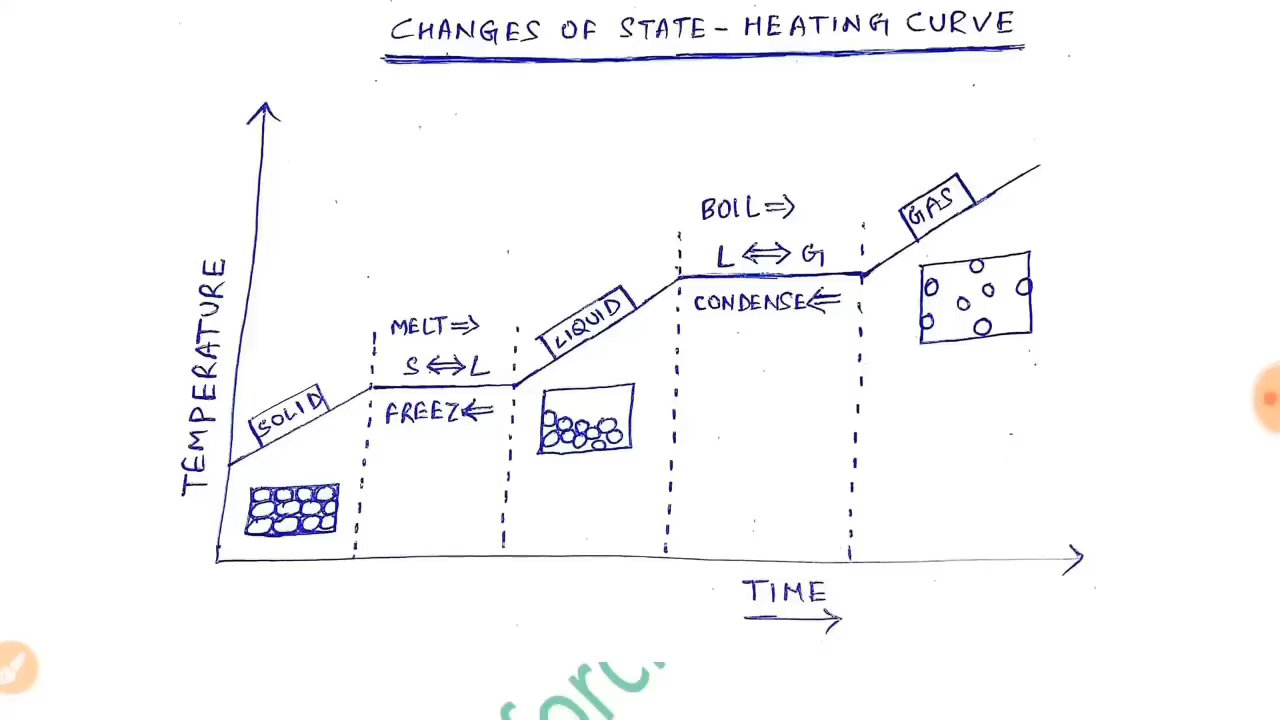 CHANGES OF STATE - HEATING CURVE
TEMPERATURE
SOLID
MELT ⇒
S ⇔ L
FREEZ ⇐
LIQUID
BOIL ⇒
L ⇔ G
CONDENSE ⇐
GAS
TIME